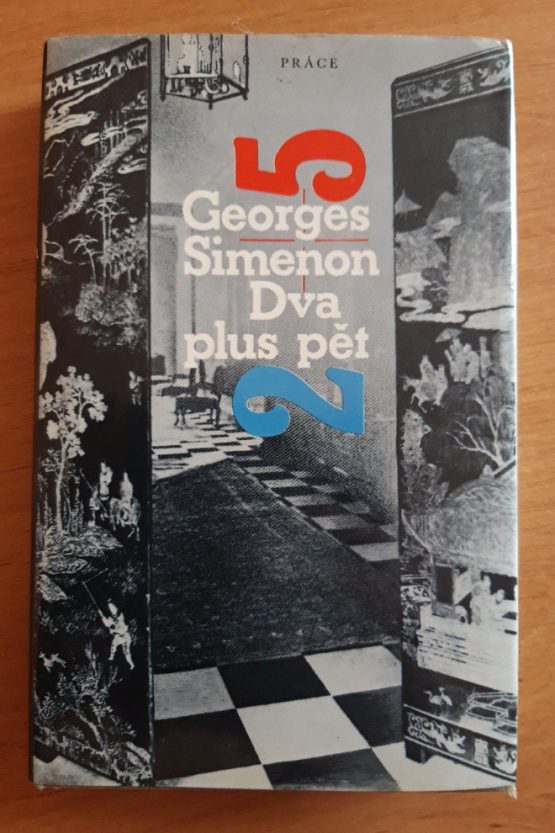 PRÁCE
5
Georges
Simenon
Dva
plus pět
2